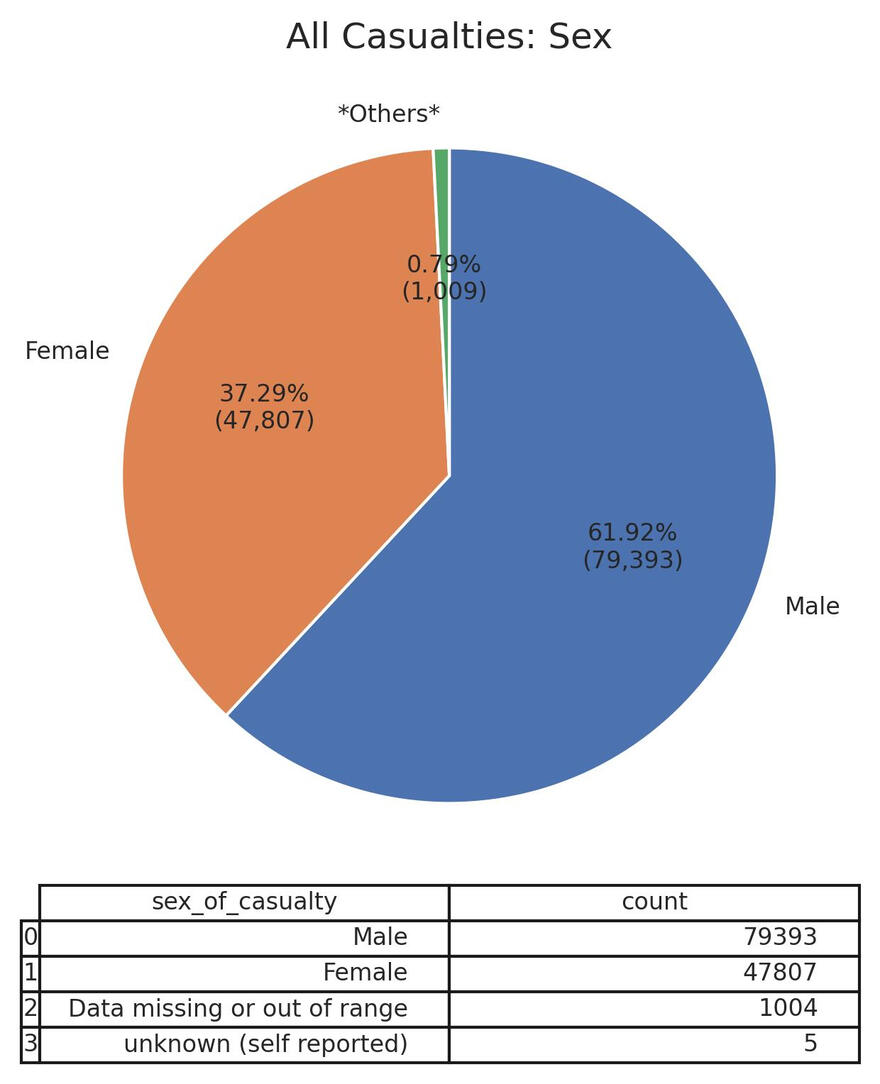 All Casualties: Sex
*Others*
0.79%
(1,009)
Female
37.29%
(47,807)
61.92%
(79,393)
Male
sex_of_casualty count
0 Male 79393
1 Female 47807
2 Data missing or out of range 1004
3 unknown (self reported) 5